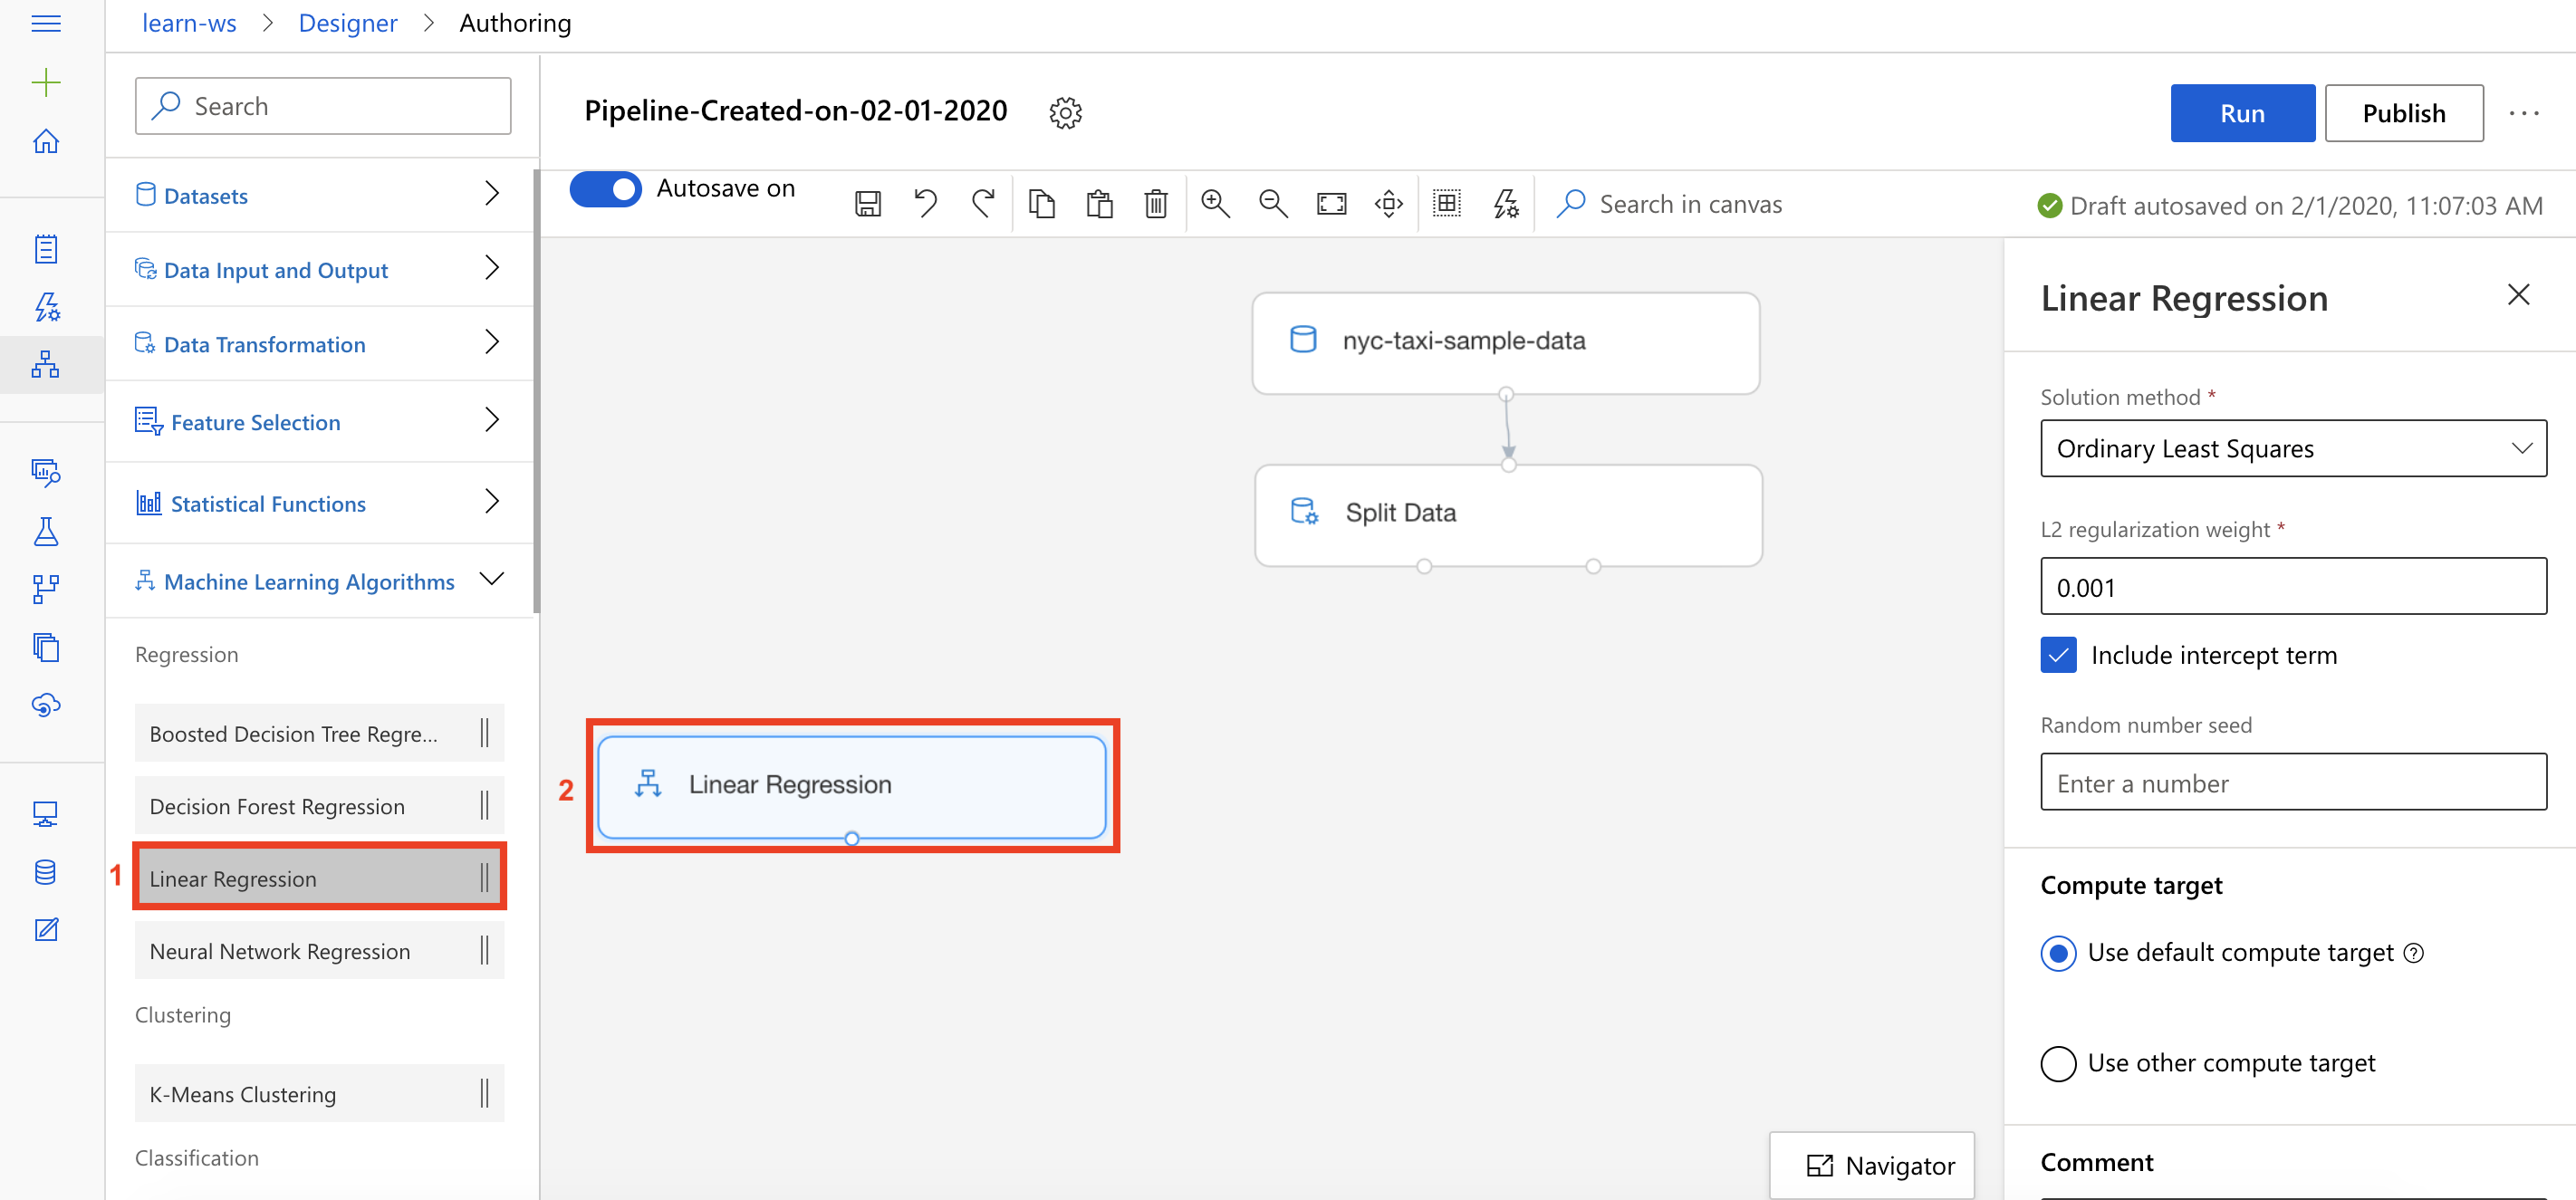 learn-ws > Designer > Authoring
Search
Pipeline-Created-on-02-01-2020
Run
Publish
Autosave on
Search in canvas
Draft autosaved on 2/1/2020, 11:07:03 AM
Datasets
Data Input and Output
Data Transformation
Feature Selection
Statistical Functions
Machine Learning Algorithms
Regression
Boosted Decision Tree Regre...
Decision Forest Regression
1 Linear Regression
Neural Network Regression
Clustering
K-Means Clustering
Classification
nyc-taxi-sample-data
Split Data
2 Linear Regression
Navigator
Linear Regression
Solution method *
Ordinary Least Squares
L2 regularization weight *
0.001
Include intercept term
Random number seed
Enter a number
Compute target
Use default compute target ?
Use other compute target
Comment